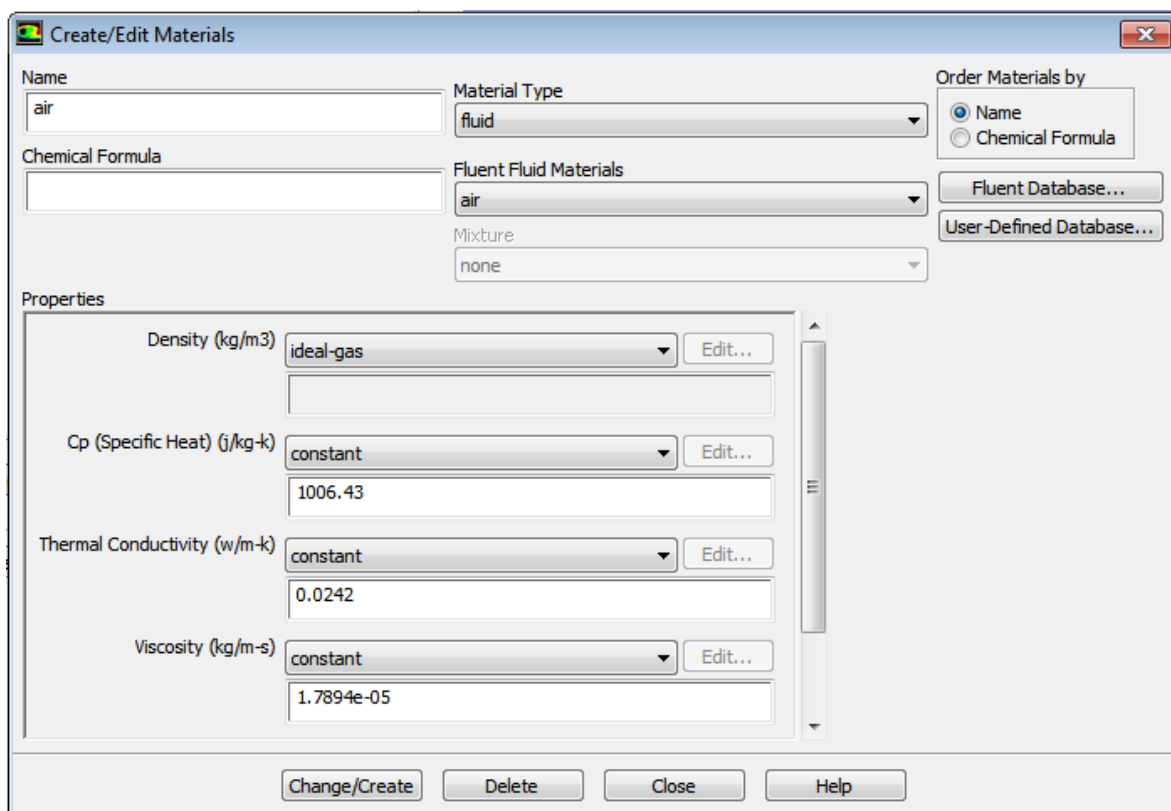 Create/Edit Materials
Name
air
Chemical Formula
Material Type
fluid
Fluent Fluid Materials
air
Mixture
none
Order Materials by
Name
Chemical Formula
Fluent Database...
User-Defined Database...
Properties
Density (kg/m3)
ideal-gas
Edit...
Cp (Specific Heat) (j/kg-k)
constant
Edit...
1006.43
Thermal Conductivity (w/m-k)
constant
Edit...
0.0242
Viscosity (kg/m-s)
constant
Edit...
1.7894e-05
Change/Create
Delete
Close
Help